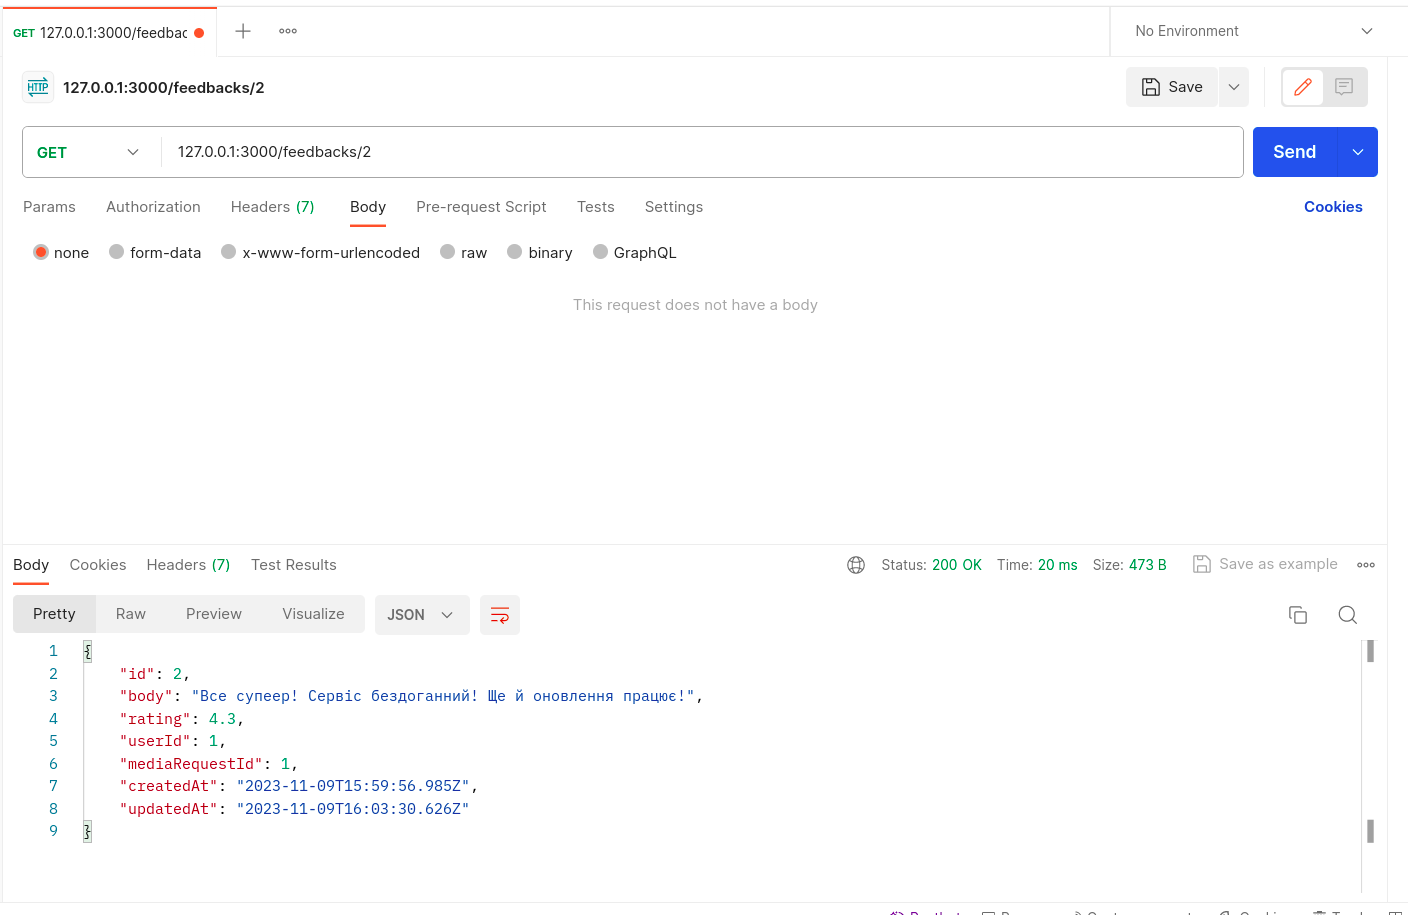 GET 127.0.0.1:3000/feedbac
No Environment
HTTP 127.0.0.1:3000/feedbacks/2
Save
GET 127.0.0.1:3000/feedbacks/2
Send
Params Authorization Headers (7) Body Pre-request Script Tests Settings Cookies
none form-data x-www-form-urlencoded raw binary GraphQL
This request does not have a body
Body Cookies Headers (7) Test Results Status: 200 OK Time: 20 ms Size: 473 B Save as example
Pretty Raw Preview Visualize JSON
1 {
2 "id": 2,
3 "body": "Все супеер! Сервіс бездоганний! Ще й оновлення працює!",
4 "rating": 4.3,
5 "userId": 1,
6 "mediaRequestId": 1,
7 "createdAt": "2023-11-09T15:59:56.985Z",
8 "updatedAt": "2023-11-09T16:03:30.626Z"
9 }